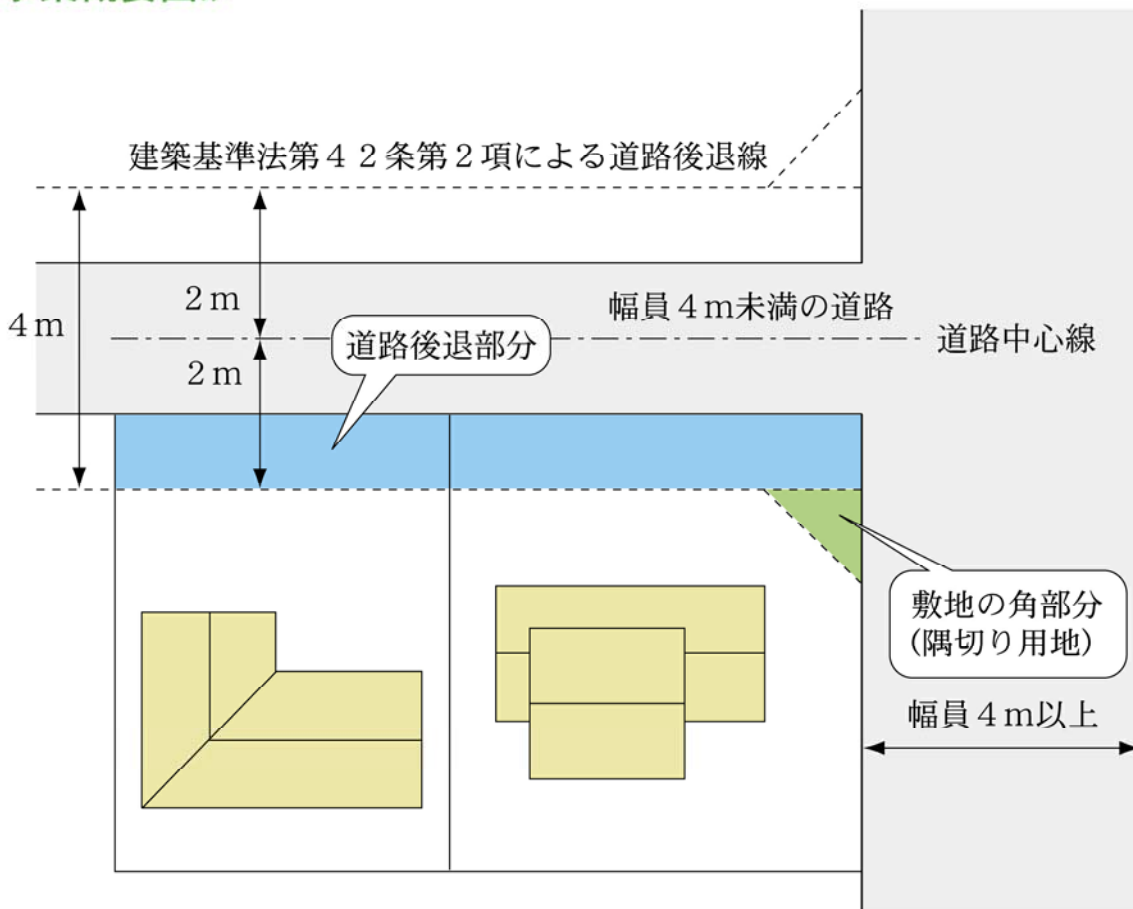 建築基準法第４２条第２項による道路後退線
２ｍ
幅員４ｍ未満の道路
４ｍ
道路後退部分
道路中心線
２ｍ
敷地の角部分
(隅切り用地)
幅員４ｍ以上